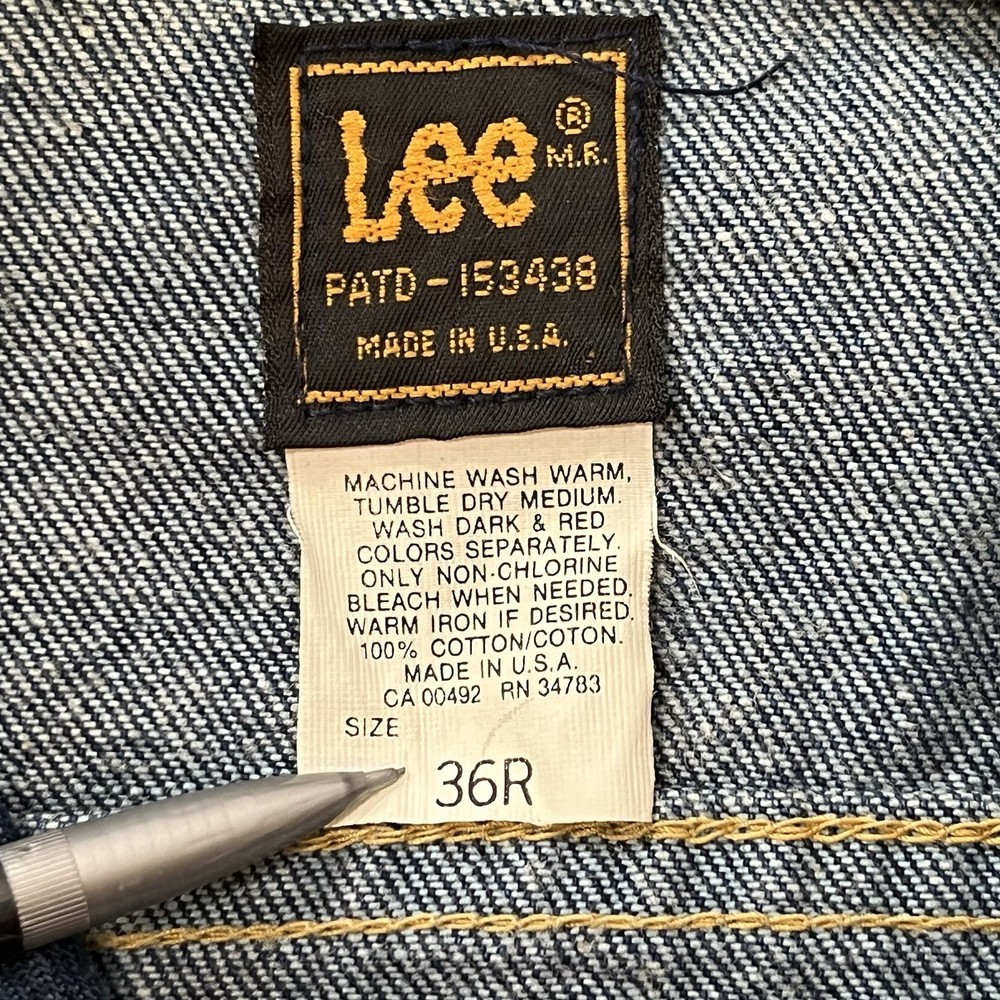 Lee ®
M.R.
PATD-153438
MADE IN U.S.A.
MACHINE WASH WARM,
TUMBLE DRY MEDIUM.
WASH DARK & RED
COLORS SEPARATELY.
ONLY NON-CHLORINE
BLEACH WHEN NEEDED.
WARM IRON IF DESIRED.
100% COTTON/COTON.
MADE IN U.S.A.
CA 00492 RN 34783
SIZE
36R